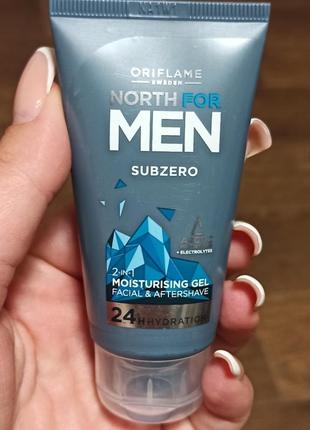 ORIFLAME
SWEDEN
NORTH FOR
MEN
SUBZERO
+ ELECTROLYTES
2-IN-1
MOISTURISING GEL
FACIAL & AFTERSHAVE
24H HYDRATION